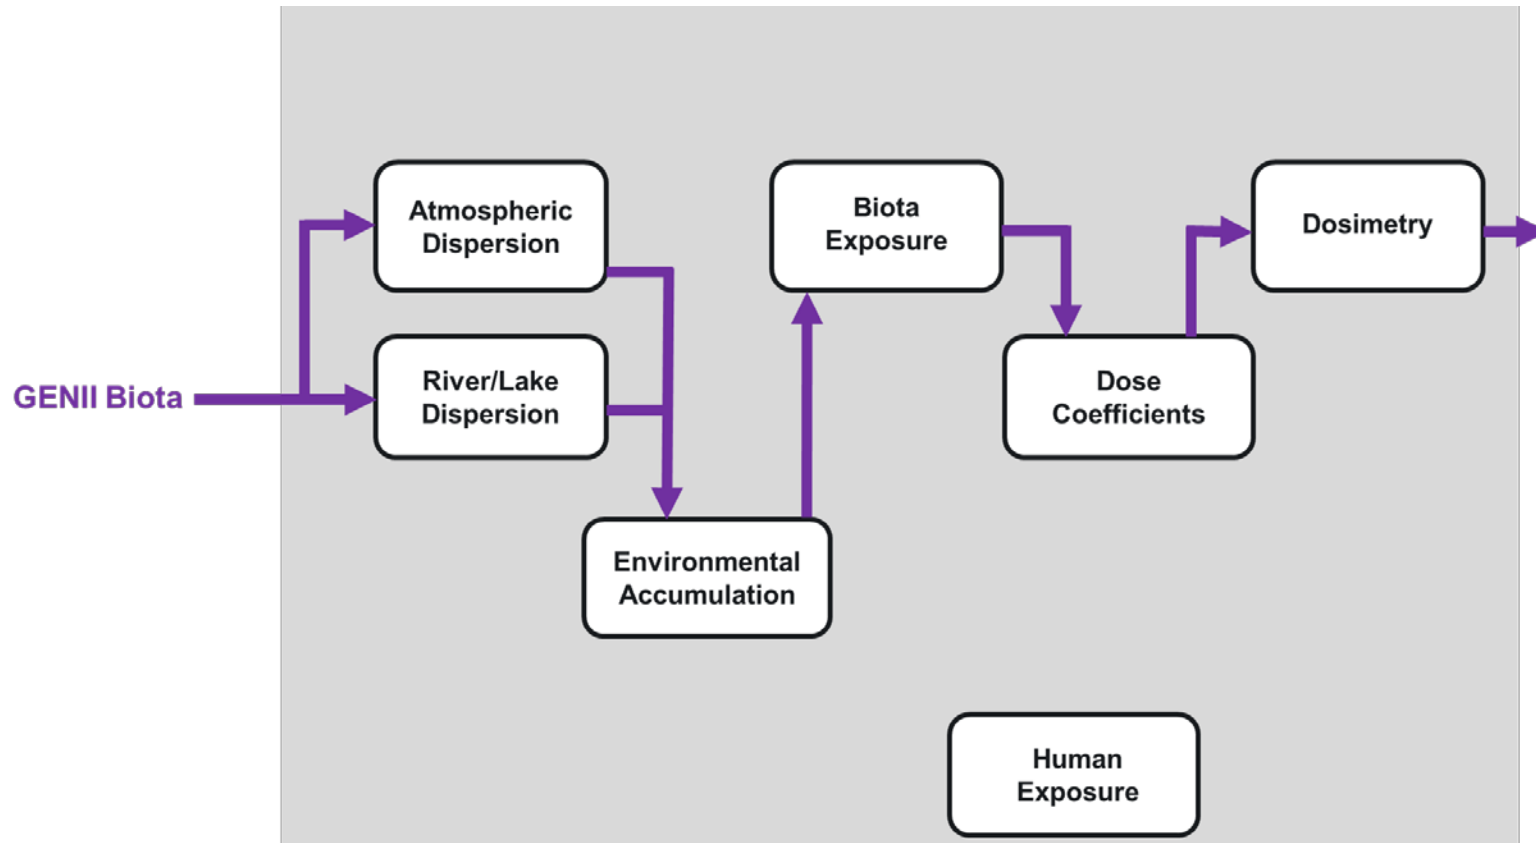 GENII Biota
Atmospheric
Dispersion
River/Lake
Dispersion
Environmental
Accumulation
Biota
Exposure
Dose
Coefficients
Dosimetry
Human
Exposure